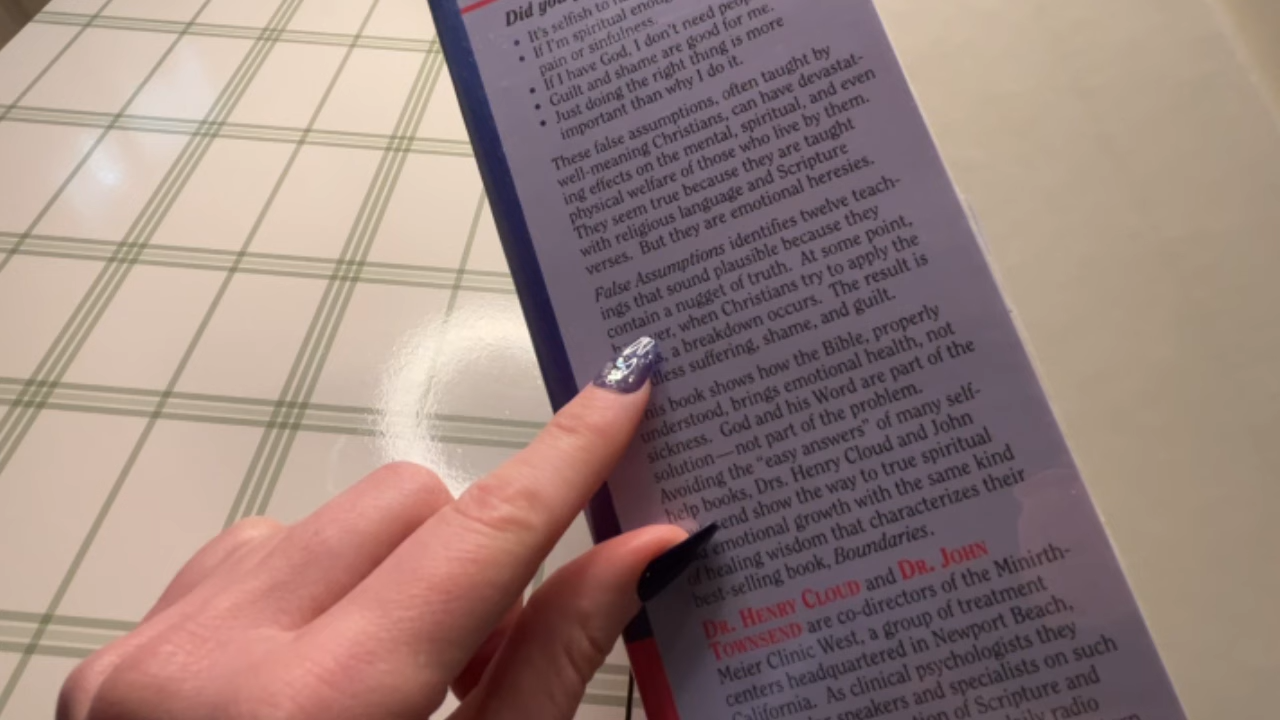 Did you
• It's selfish to
• If I'm spiritual enough,
pain or sinfulness.
• If I have God, I don't need people.
• Guilt and shame are good for me.
• Just doing the right thing is more
important than why I do it.
These false assumptions, often taught by
well-meaning Christians, can have devastat-
ing effects on the mental, spiritual, and even
physical welfare of those who live by them.
They seem true because they are taught
with religious language and Scripture
verses. But they are emotional heresies.
False Assumptions identifies twelve teach-
ings that sound plausible because they
contain a nugget of truth. At some point,
when Christians try to apply the
a breakdown occurs. The result is
suffering, shame, and guilt.
book shows how the Bible, properly
understood, brings emotional health, not
sickness. God and his Word are part of the
solution—not part of the problem.
Avoiding the "easy answers" of many self-
help books, Drs. Henry Cloud and John
show the way to true spiritual
emotional growth with the same kind
of healing wisdom that characterizes their
best-selling book, Boundaries.
DR. HENRY CLOUD and DR. JOHN
TOWNSEND are co-directors of the Minirth-
Meier Clinic West, a group of treatment
centers headquartered in Newport Beach,
California. As clinical psychologists they
speakers and specialists on such
of Scripture and
daily radio